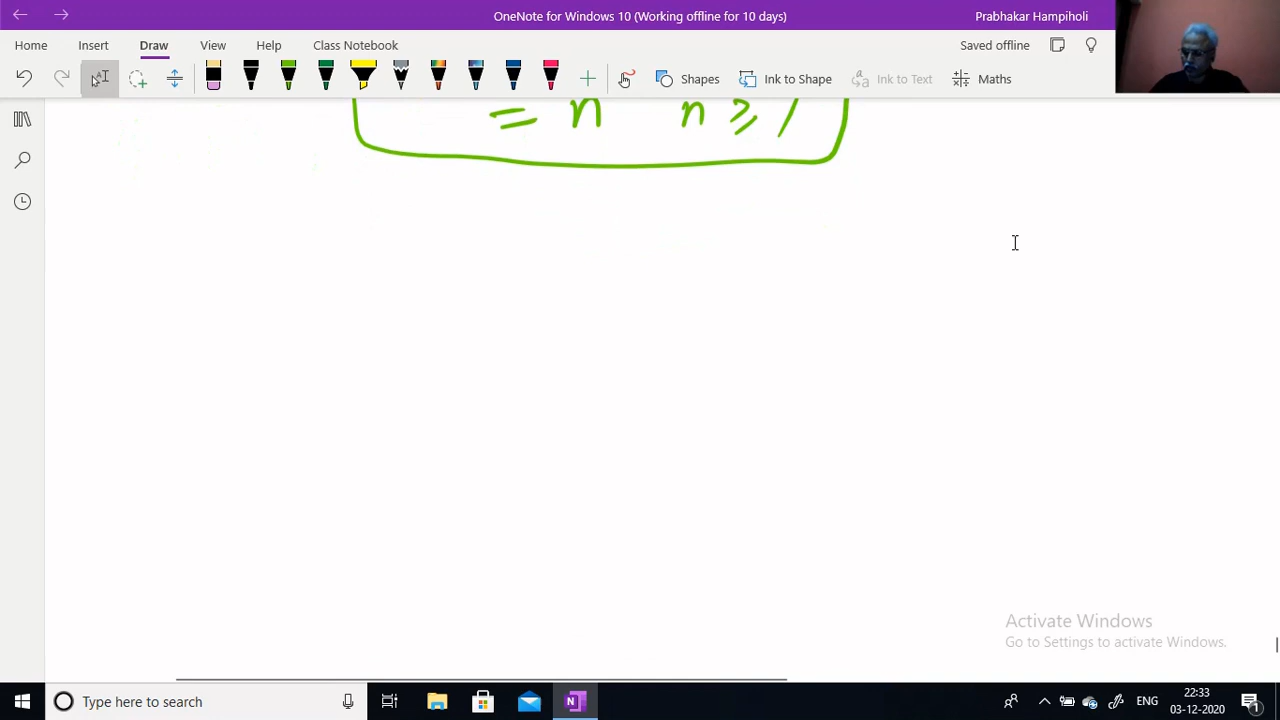 OneNote for Windows 10 (Working offline for 10 days)
Prabhakar Hampiholi
Home Insert Draw View Help Class Notebook
Saved offline
Shapes Ink to Shape Ink to Text Maths
= n n ⩾ 1
Activate Windows
Go to Settings to activate Windows.
Type here to search
ENG
22:33
03-12-2020
1